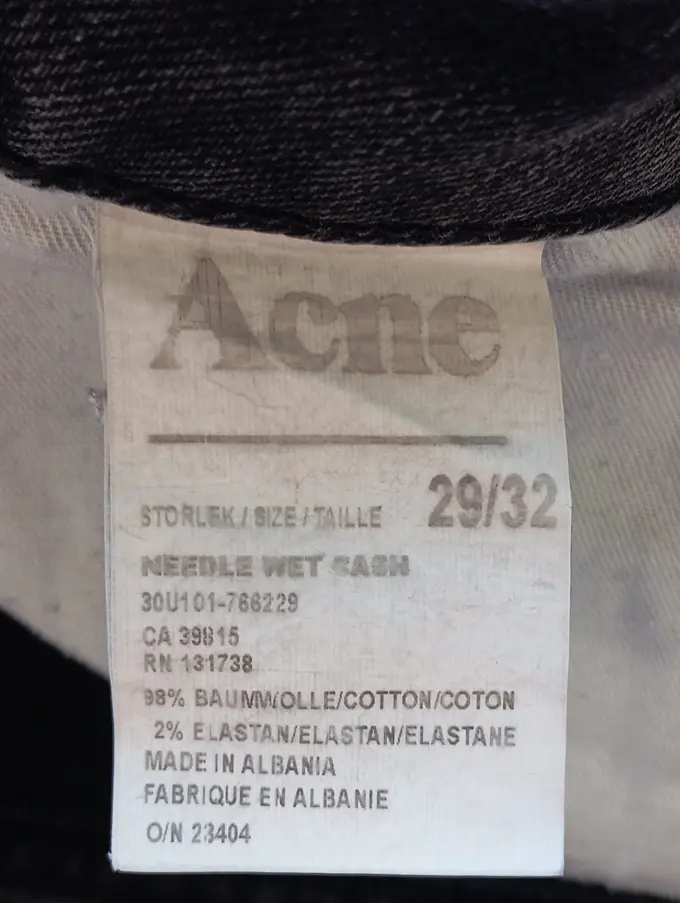 Acne
STORLEK / SIZE / TAILLE 29/32
NEEDLE WET CASH
30U101-766229
CA 39815
RN 131738
98% BAUMWOLLE/COTTON/COTON
2% ELASTAN/ELASTAN/ELASTANE
MADE IN ALBANIA
FABRIQUE EN ALBANIE
O/N 23404